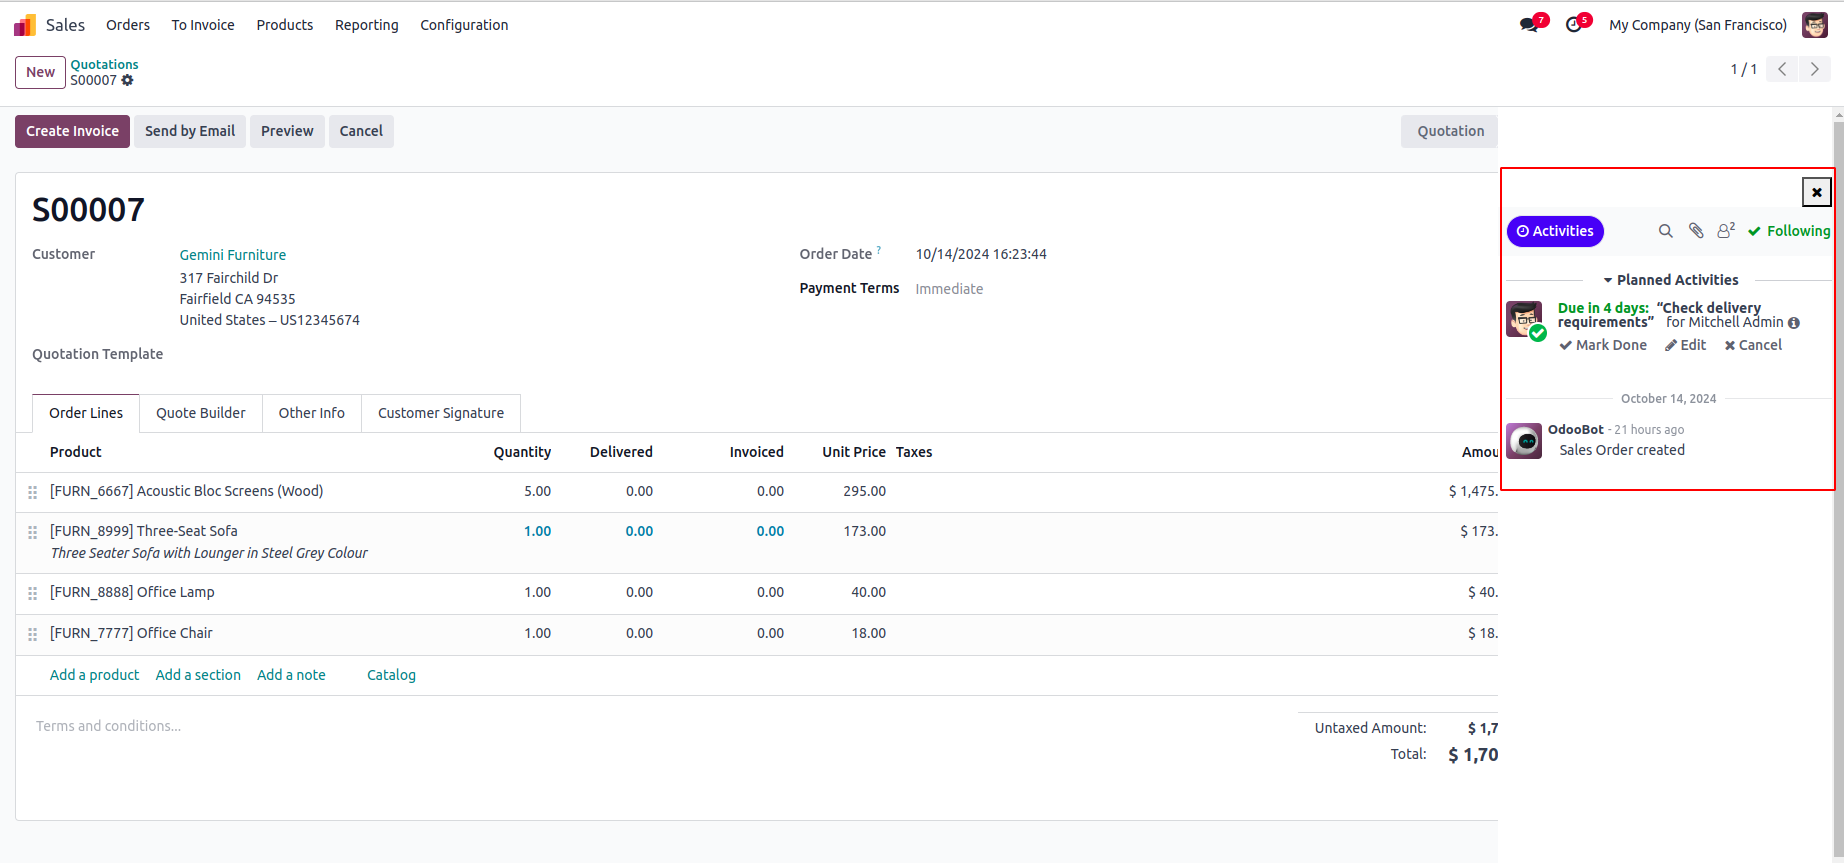 Sales Orders To Invoice Products Reporting Configuration 7 5 My Company (San Francisco)
New Quotations
S00007 1 / 1
Create Invoice Send by Email Preview Cancel Quotation
S00007
Customer Gemini Furniture
317 Fairchild Dr
Fairfield CA 94535
United States – US12345674
Order Date ? 10/14/2024 16:23:44
Payment Terms Immediate
Quotation Template
Order Lines Quote Builder Other Info Customer Signature
Product Quantity Delivered Invoiced Unit Price Taxes Amou
[FURN_6667] Acoustic Bloc Screens (Wood) 5.00 0.00 0.00 295.00 $ 1,475.
[FURN_8999] Three-Seat Sofa 1.00 0.00 0.00 173.00 $ 173.
Three Seater Sofa with Lounger in Steel Grey Colour
[FURN_8888] Office Lamp 1.00 0.00 0.00 40.00 $ 40.
[FURN_7777] Office Chair 1.00 0.00 0.00 18.00 $ 18.
Add a product Add a section Add a note Catalog
Terms and conditions...
Untaxed Amount: $ 1,7
Total: $ 1,70
Activities 2 Following
Planned Activities
Due in 4 days: “Check delivery
requirements” for Mitchell Admin
Mark Done Edit Cancel
October 14, 2024
OdooBot - 21 hours ago
Sales Order created